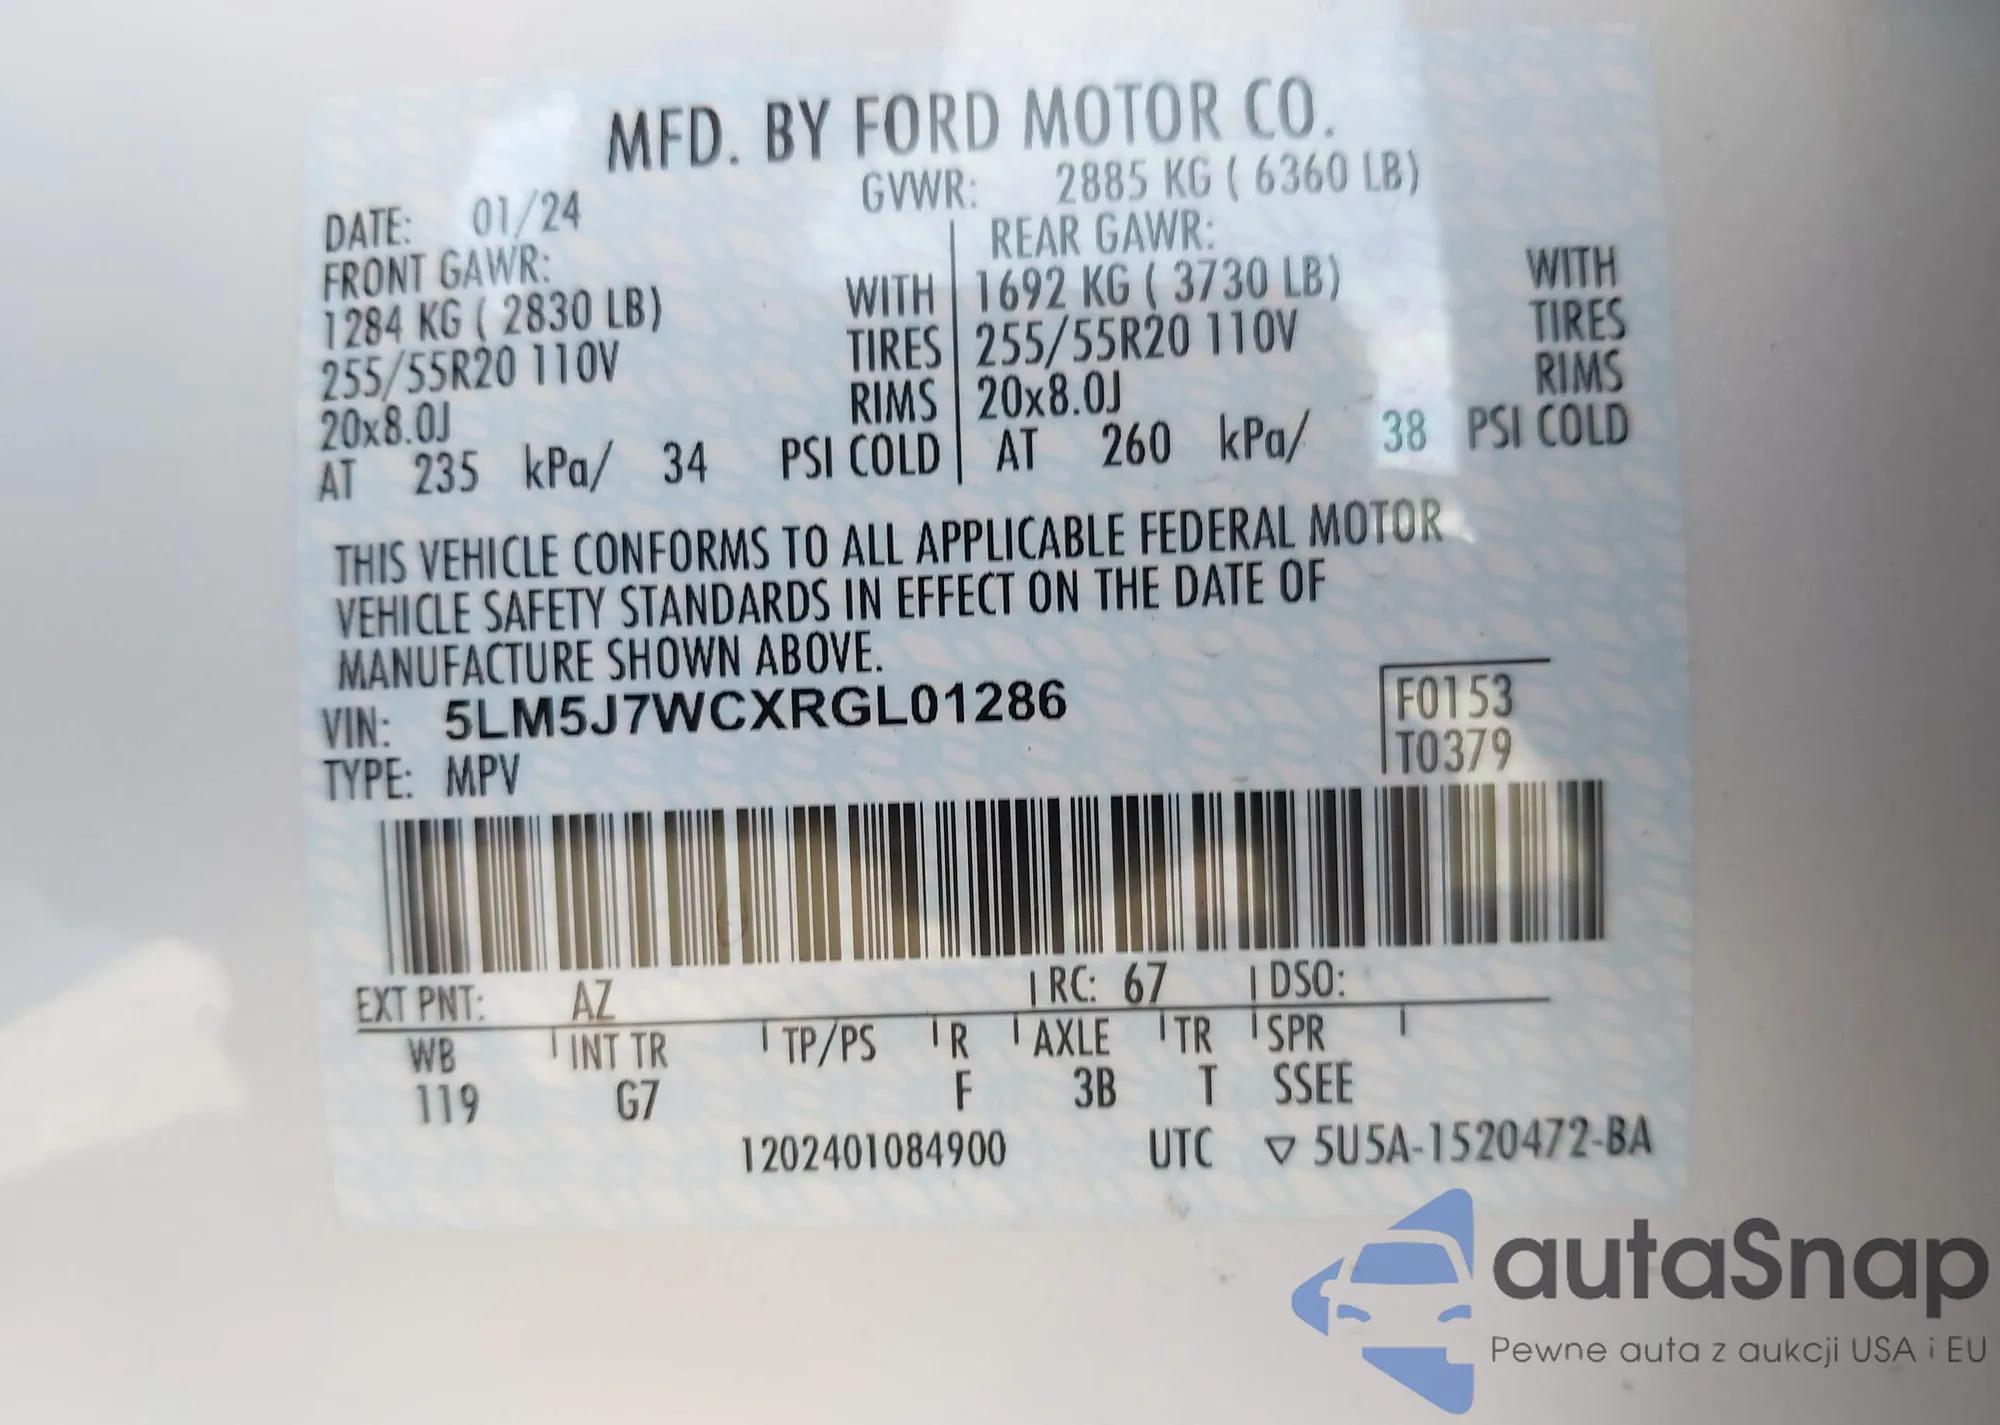 MFD. BY FORD MOTOR CO.
DATE: 01/24 GVWR: 2885 KG ( 6360 LB)
FRONT GAWR: REAR GAWR:
1284 KG ( 2830 LB) WITH 1692 KG ( 3730 LB) WITH
255/55R20 110V TIRES 255/55R20 110V TIRES
20x8.0J RIMS 20x8.0J RIMS
AT 235 kPa/ 34 PSI COLD AT 260 kPa/ 38 PSI COLD
THIS VEHICLE CONFORMS TO ALL APPLICABLE FEDERAL MOTOR
VEHICLE SAFETY STANDARDS IN EFFECT ON THE DATE OF
MANUFACTURE SHOWN ABOVE.
VIN: 5LM5J7WCXRGL01286 F0153
TYPE: MPV T0379
EXT PNT: AZ RC: 67 DSO:
WB INT TR TP/PS R AXLE TR SPR
119 G7 F 3B T SSEE
1202401084900 UTC ▽ 5U5A-1520472-BA
autaSnap
Pewne auta z aukcji USA i EU